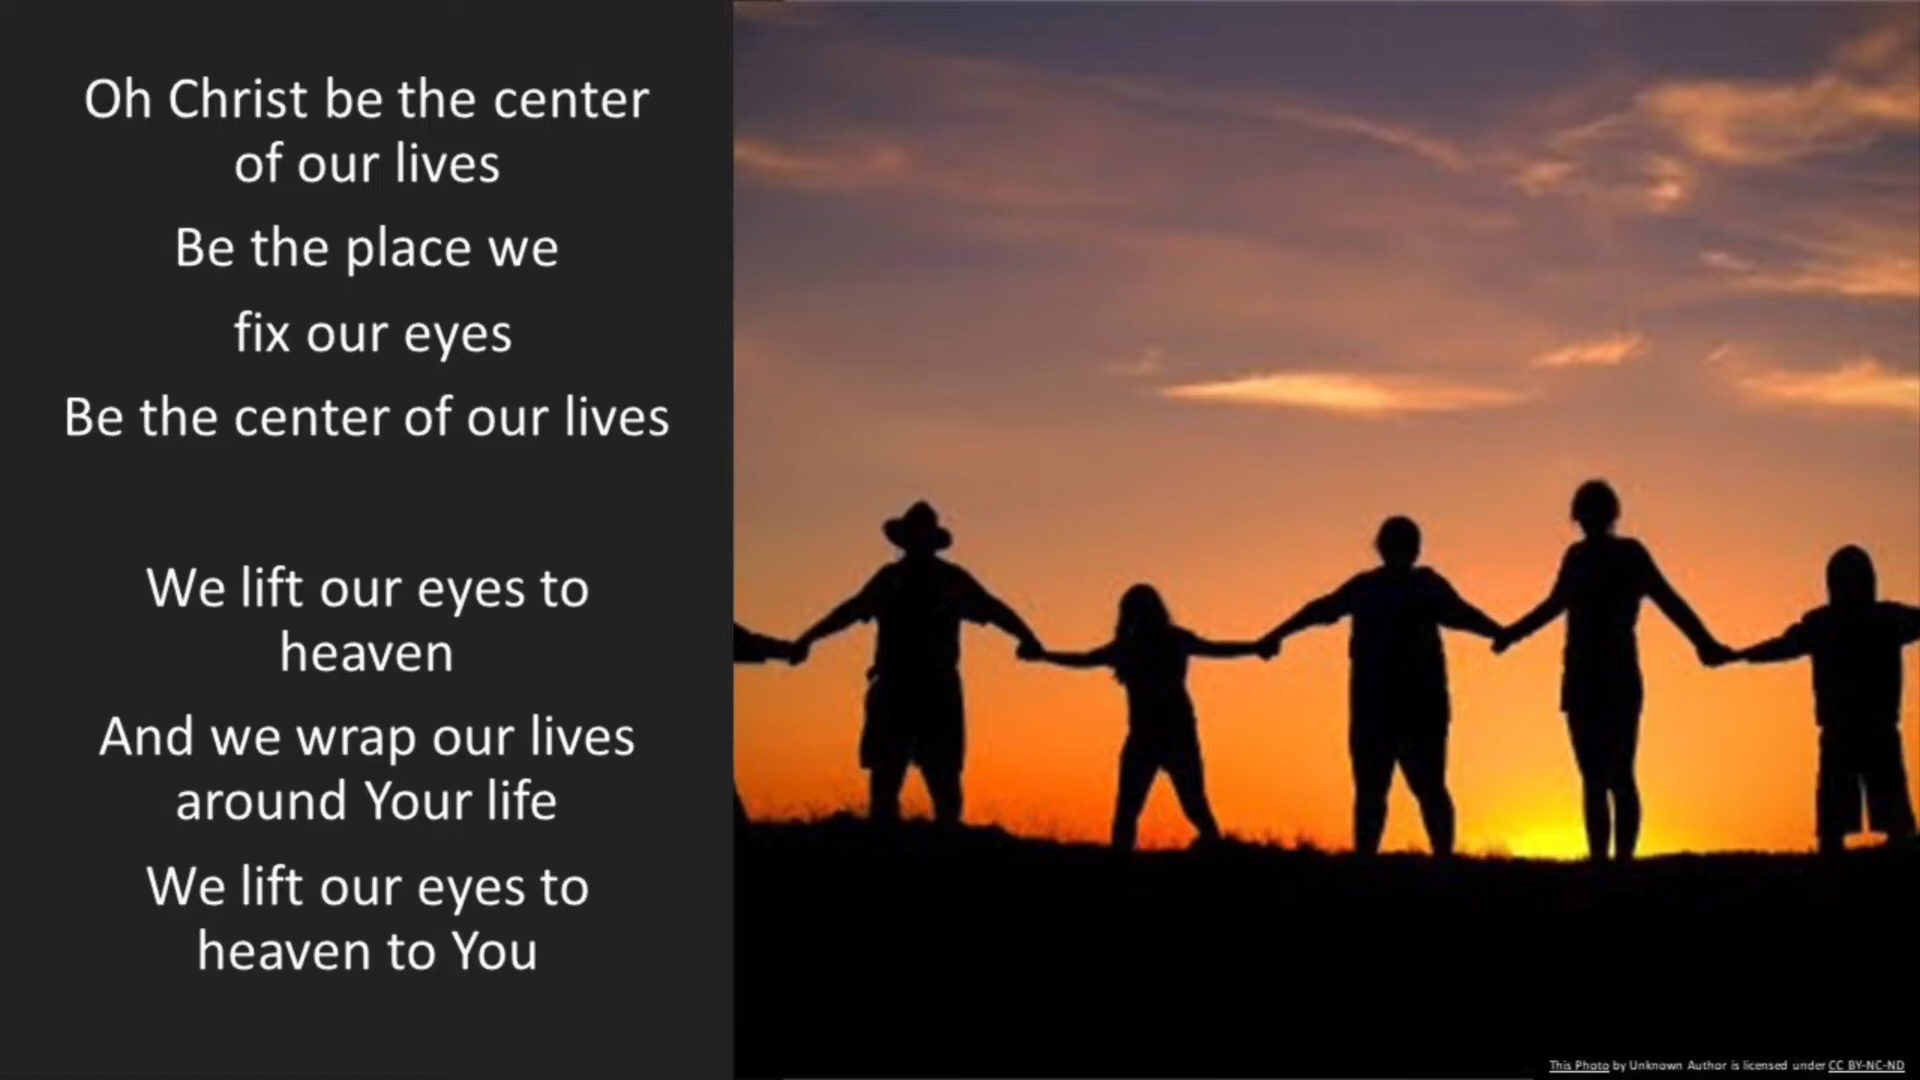 Oh Christ be the center
of our lives
Be the place we
fix our eyes
Be the center of our lives
We lift our eyes to
heaven
And we wrap our lives
around Your life
We lift our eyes to
heaven to You
This Photo by Unknown Author is licensed under CC BY-NC-ND